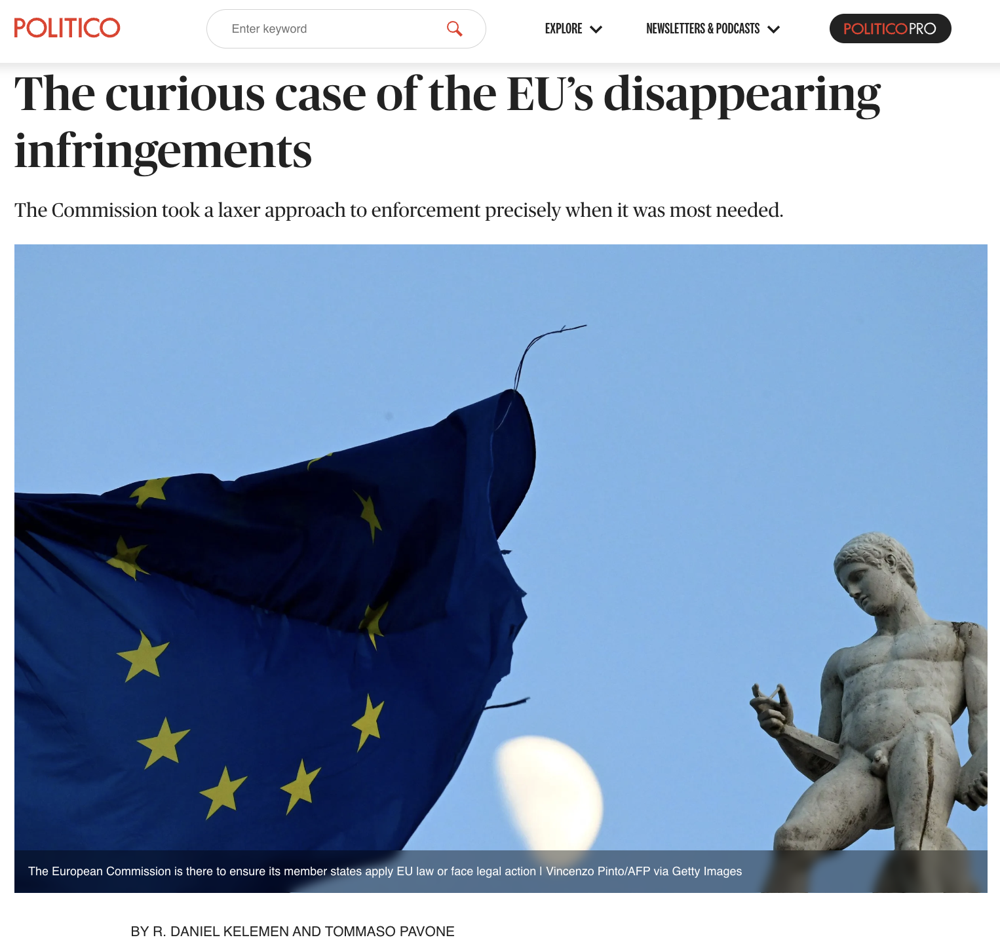 POLITICO
Enter keyword
EXPLORE
NEWSLETTERS & PODCASTS
POLITICOPRO
The curious case of the EU’s disappearing
infringements
The Commission took a laxer approach to enforcement precisely when it was most needed.
The European Commission is there to ensure its member states apply EU law or face legal action | Vincenzo Pinto/AFP via Getty Images
BY R. DANIEL KELEMEN AND TOMMASO PAVONE